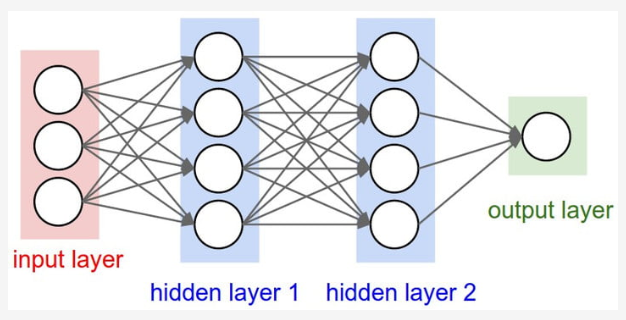 output layer
input layer
hidden layer 1
hidden layer 2